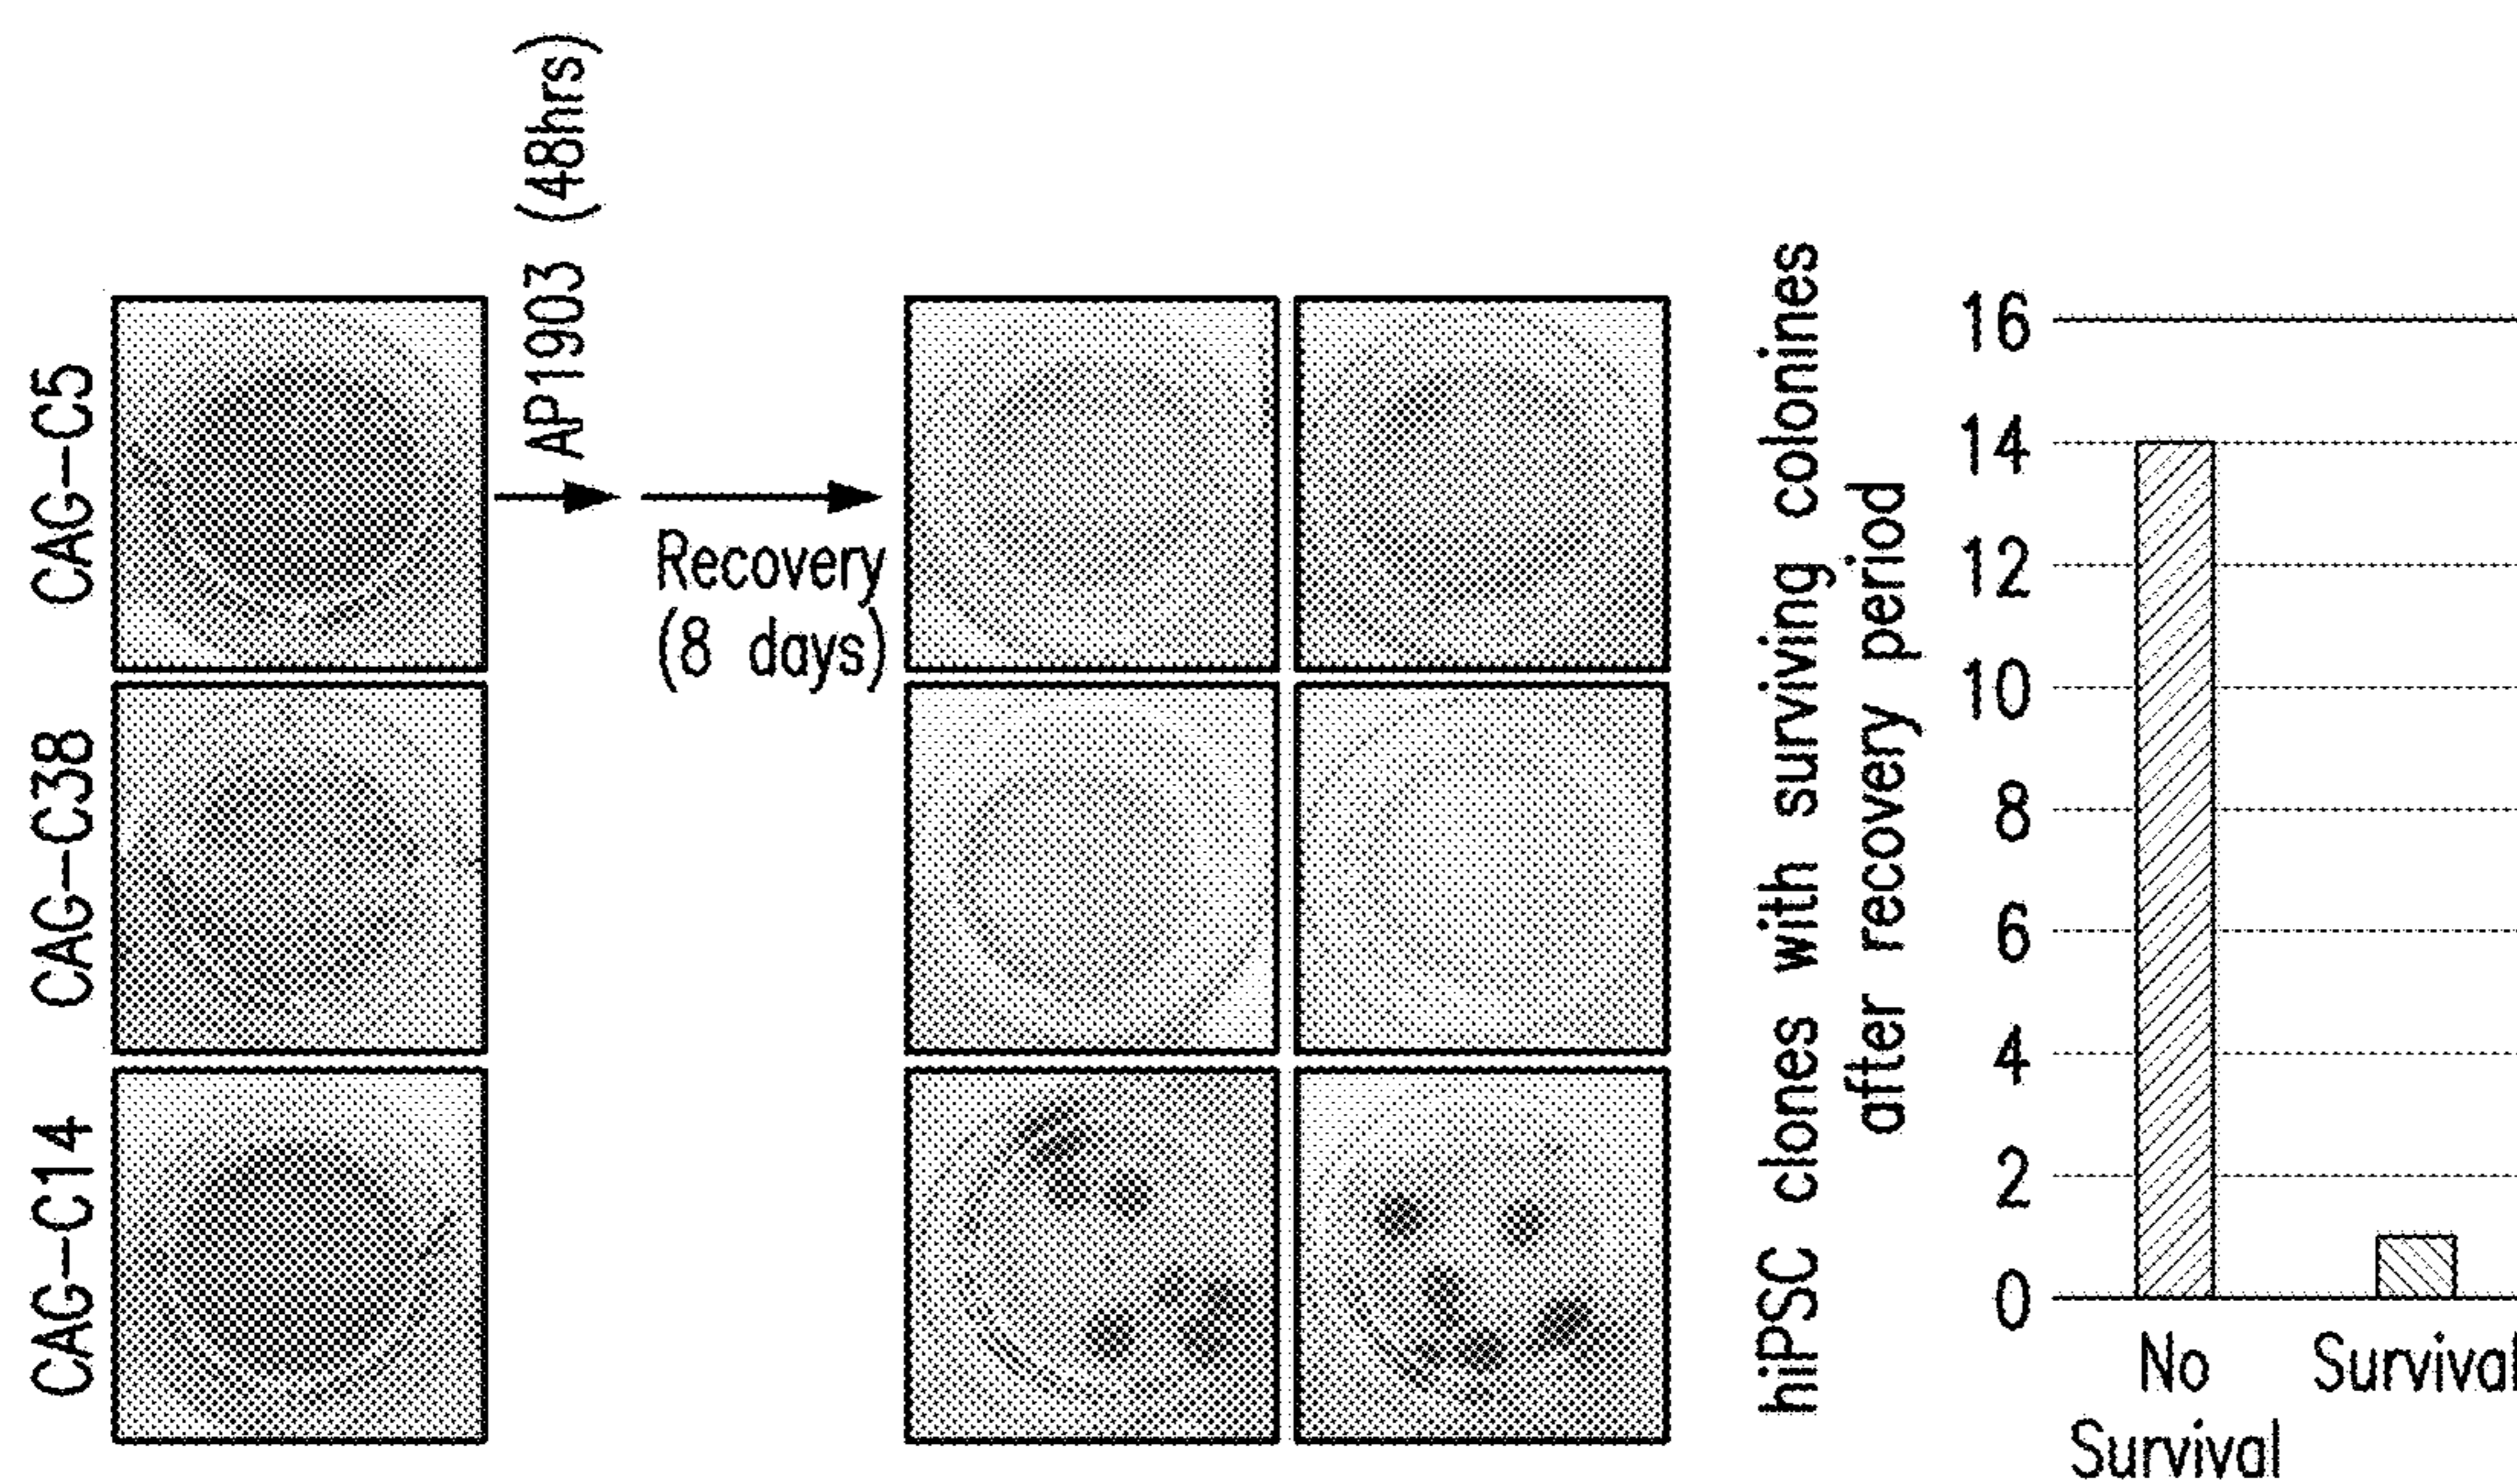 CAG-C5
CAG-C38
CAG-C14
AP1903 (48hrs)
Recovery
(8 days)
hiPSC clones with surviving colonines
after recovery period
16
14
12
10
8
6
4
2
0
No
Survival
Survival